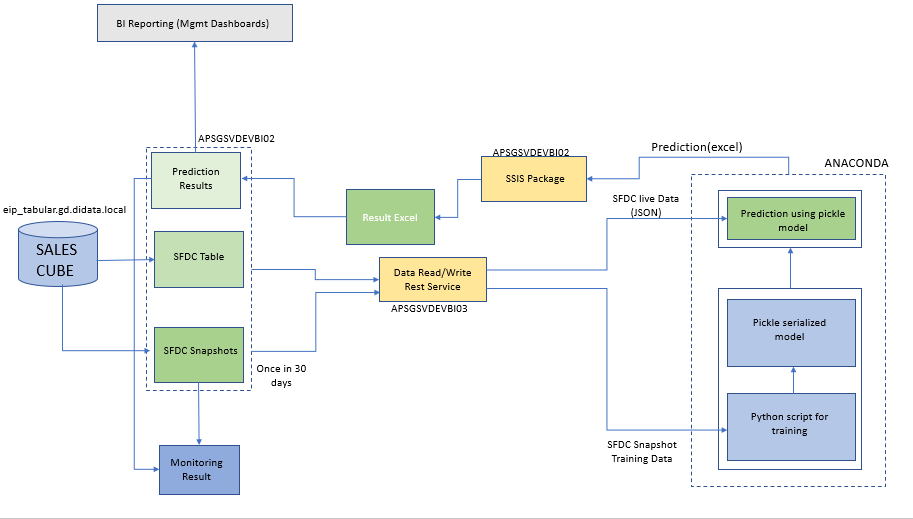 BI Reporting (Mgmt Dashboards)
APSGSVDEVBI02
Prediction
Results
eip_tabular.gd.didata.local
SALES
CUBE
SFDC Table
SFDC Snapshots
Once in 30
days
Monitoring
Result
Result Excel
APSGSVDEVBI02
SSIS Package
Data Read/Write
Rest Service
APSGSVDEVBI03
Prediction(excel)
ANACONDA
SFDC live Data
(JSON)
Prediction using pickle
model
Pickle serialized
model
Python script for
training
SFDC Snapshot
Training Data